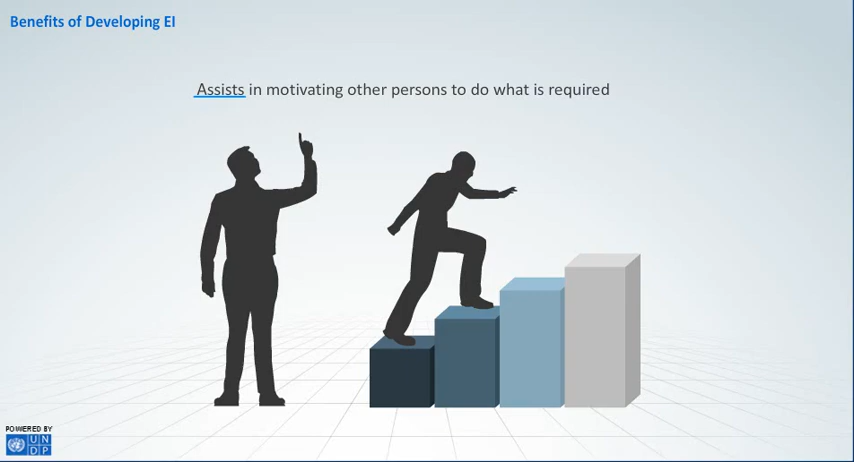 Benefits of Developing EI
Assists in motivating other persons to do what is required
POWERED BY
U N
D P